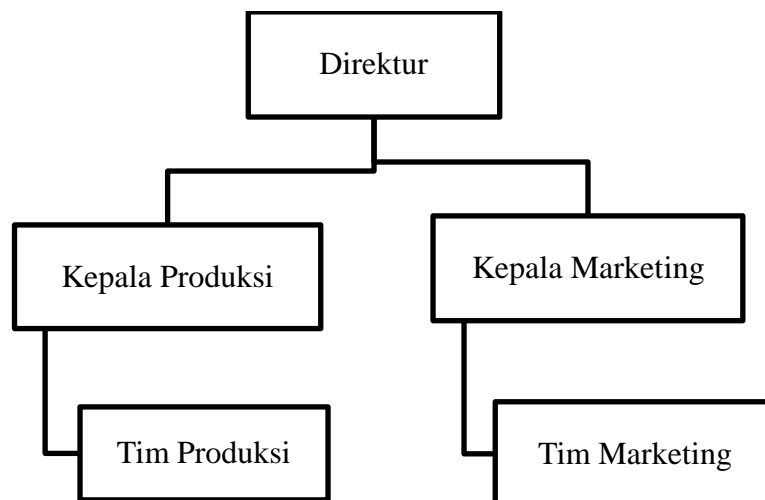 Direktur
Kepala Produksi
Kepala Marketing
Tim Produksi
Tim Marketing